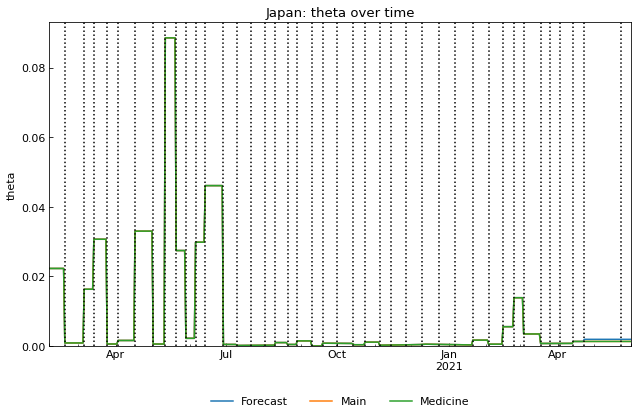 Japan: theta over time
theta
0.08
0.06
0.04
0.02
0.00
Apr Jul Oct Jan Apr
2021
Forecast Main Medicine